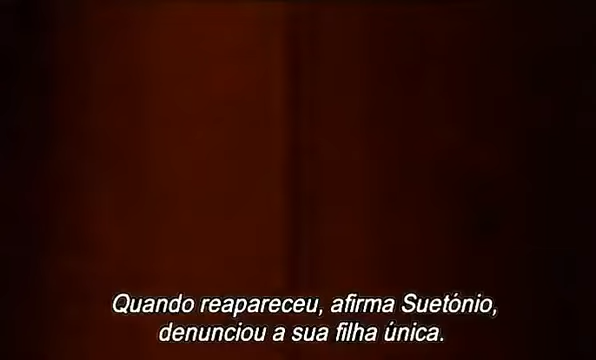 Quando reapareceu, afirma Suetónio,
denunciou a sua filha única.